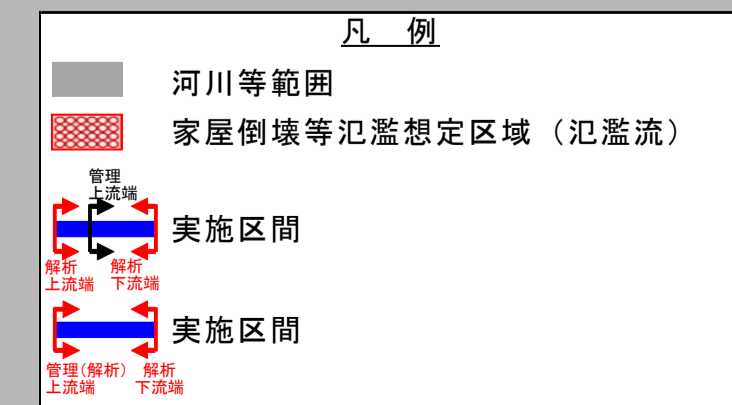 凡 例
河川等範囲
家屋倒壊等氾濫想定区域（氾濫流）
管理
上流端
実施区間
解析 解析
上流端 下流端
実施区間
管理(解析) 解析
上流端 下流端